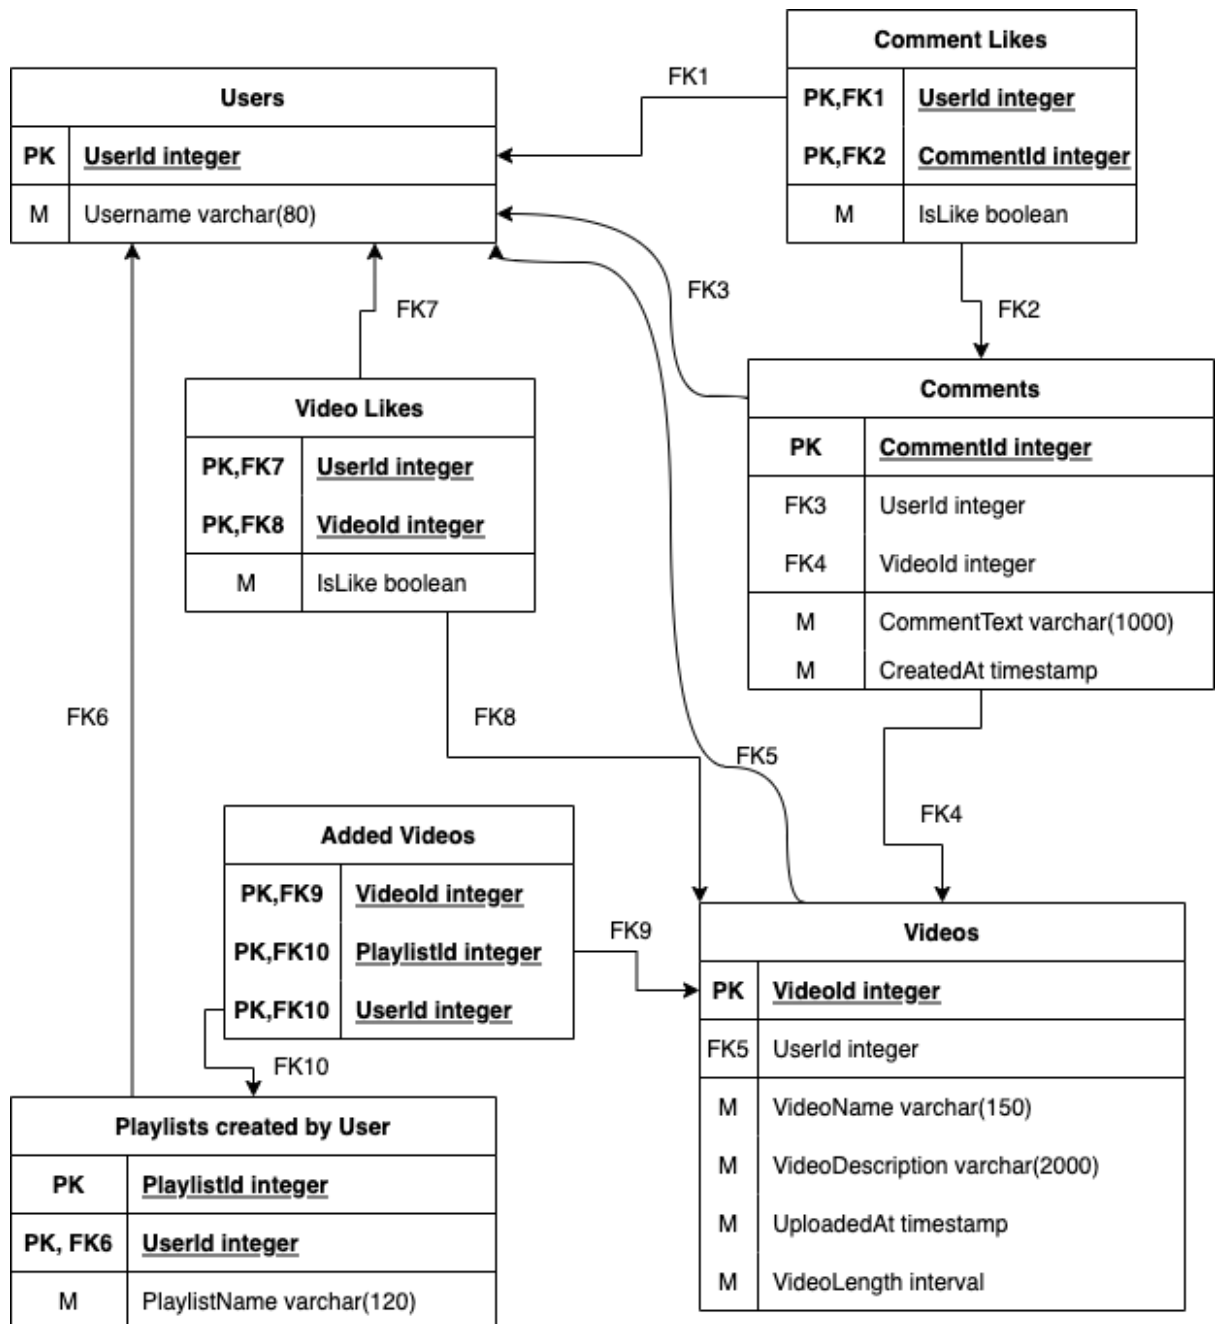 Comment Likes
PK,FK1 UserId integer
PK,FK2 CommentId integer
M IsLike boolean
FK1
Users
PK UserId integer
M Username varchar(80)
FK3
FK2
FK7
Video Likes
PK,FK7 UserId integer
PK,FK8 VideoId integer
M IsLike boolean
Comments
PK CommentId integer
FK3 UserId integer
FK4 VideoId integer
M CommentText varchar(1000)
M CreatedAt timestamp
FK6
FK8
FK5
FK4
Added Videos
PK,FK9 VideoId integer
PK,FK10 PlaylistId integer
PK,FK10 UserId integer
FK9
FK10
Videos
PK VideoId integer
FK5 UserId integer
M VideoName varchar(150)
M VideoDescription varchar(2000)
M UploadedAt timestamp
M VideoLength interval
Playlists created by User
PK PlaylistId integer
PK, FK6 UserId integer
M PlaylistName varchar(120)